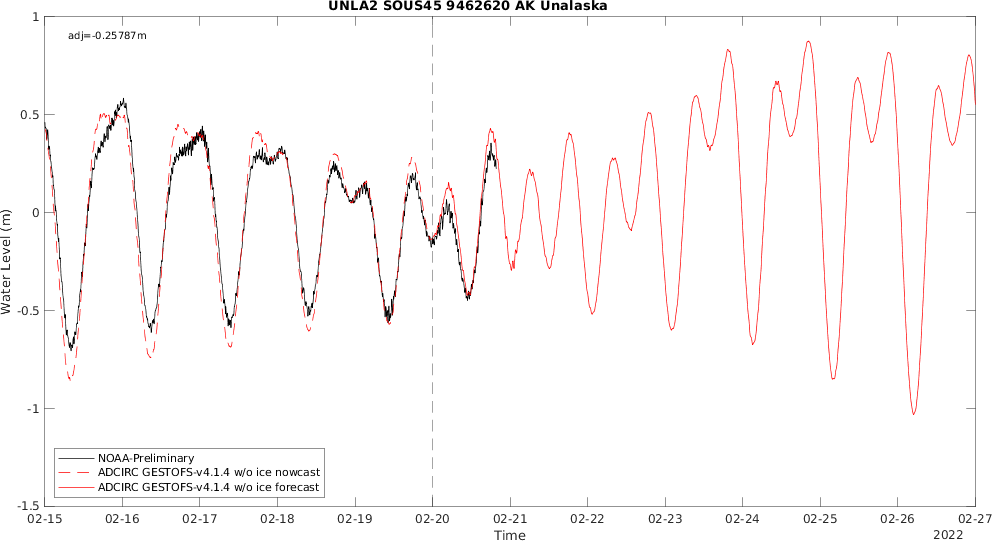 UNLA2 SOUS45 9462620 AK Unalaska
adj=-0.25787m
1
0.5
0
-0.5
-1
-1.5
Water Level (m)
NOAA-Preliminary
ADCIRC GESTOFS-v4.1.4 w/o ice nowcast
ADCIRC GESTOFS-v4.1.4 w/o ice forecast
02-15 02-16 02-17 02-18 02-19 02-20 02-21 02-22 02-23 02-24 02-25 02-26 02-27
Time
2022